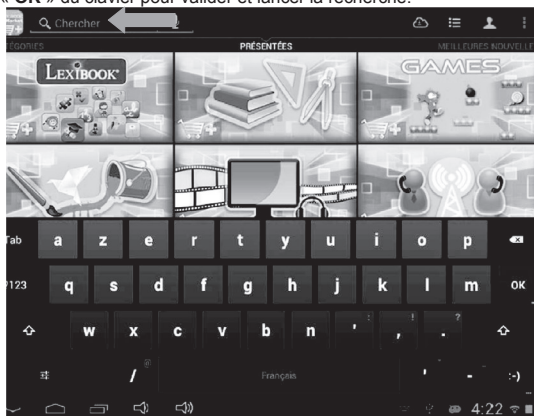 « OK » du clavier pour valider et lancer la recherche.
Chercher
TÉGORIES PRÉSENTÉES MEILLEURES NOUVELLE
LEXIBOOK® GAMES
Tab a z e r t y u i o p
?123 q s d f g h j k l m OK
w x c v b n ' : , ! . ?
/ @ Français ' - :-)
4:22